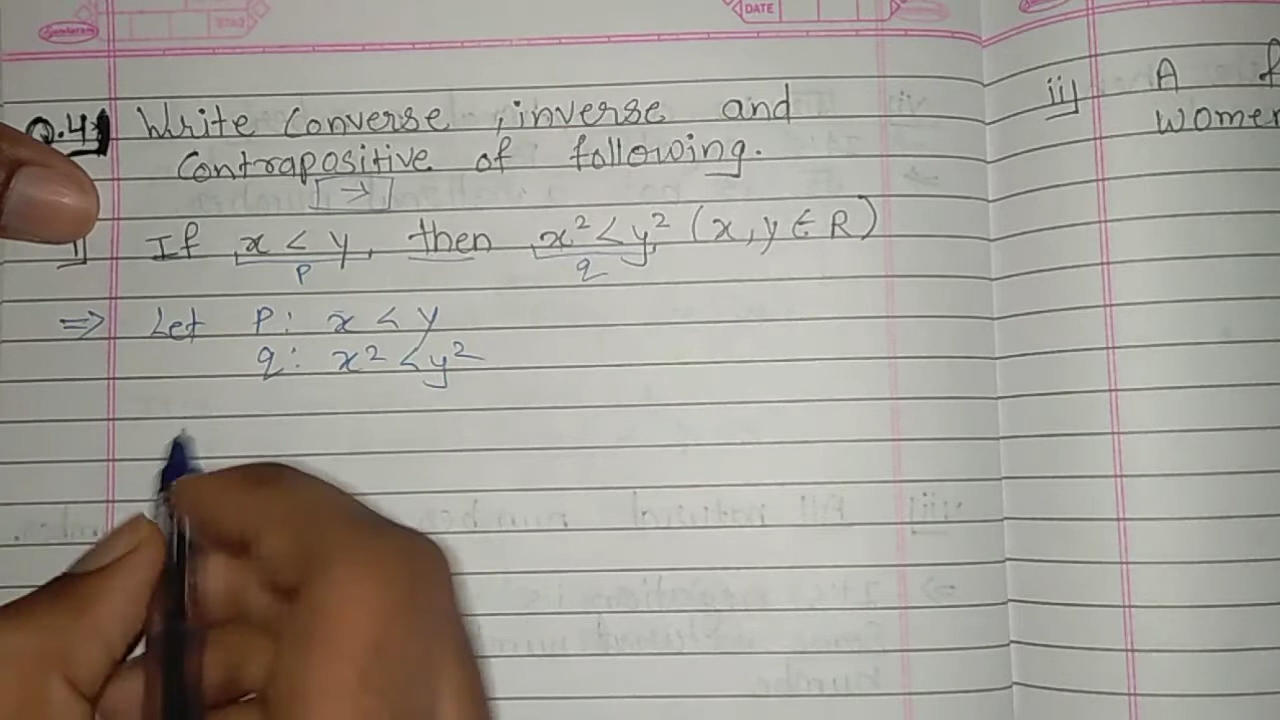 DATE
Q.4) Write Converse, inverse and
Contrapositive of following.
→
i) If x < y, then x² < y² (x, y ∈ R)
p q
⇒ Let p: x < y
q: x² < y²
ii) A
women